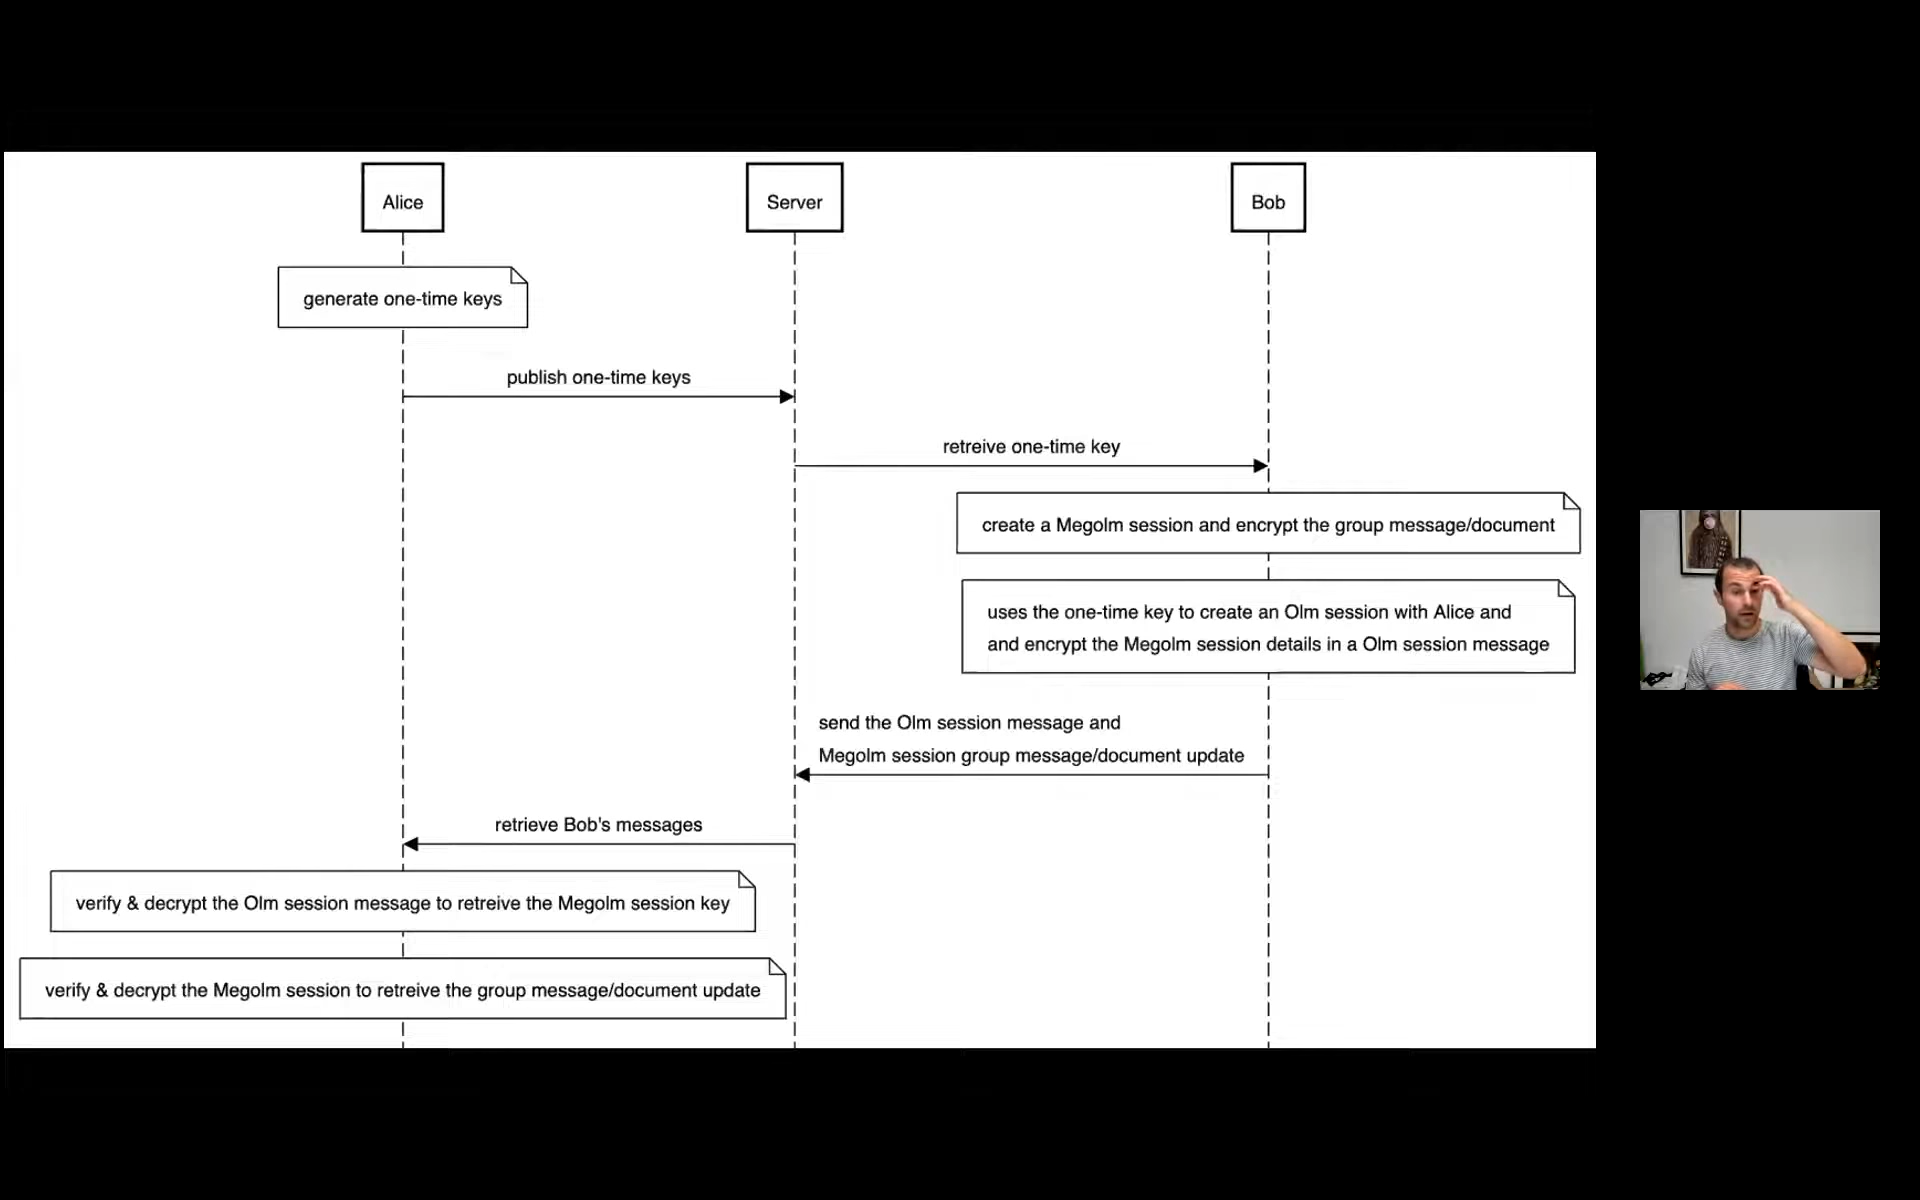 Alice
Server
Bob
generate one-time keys
publish one-time keys
retreive one-time key
create a Megolm session and encrypt the group message/document
uses the one-time key to create an Olm session with Alice and
and encrypt the Megolm session details in a Olm session message
send the Olm session message and
Megolm session group message/document update
retrieve Bob's messages
verify & decrypt the Olm session message to retreive the Megolm session key
verify & decrypt the Megolm session to retreive the group message/document update